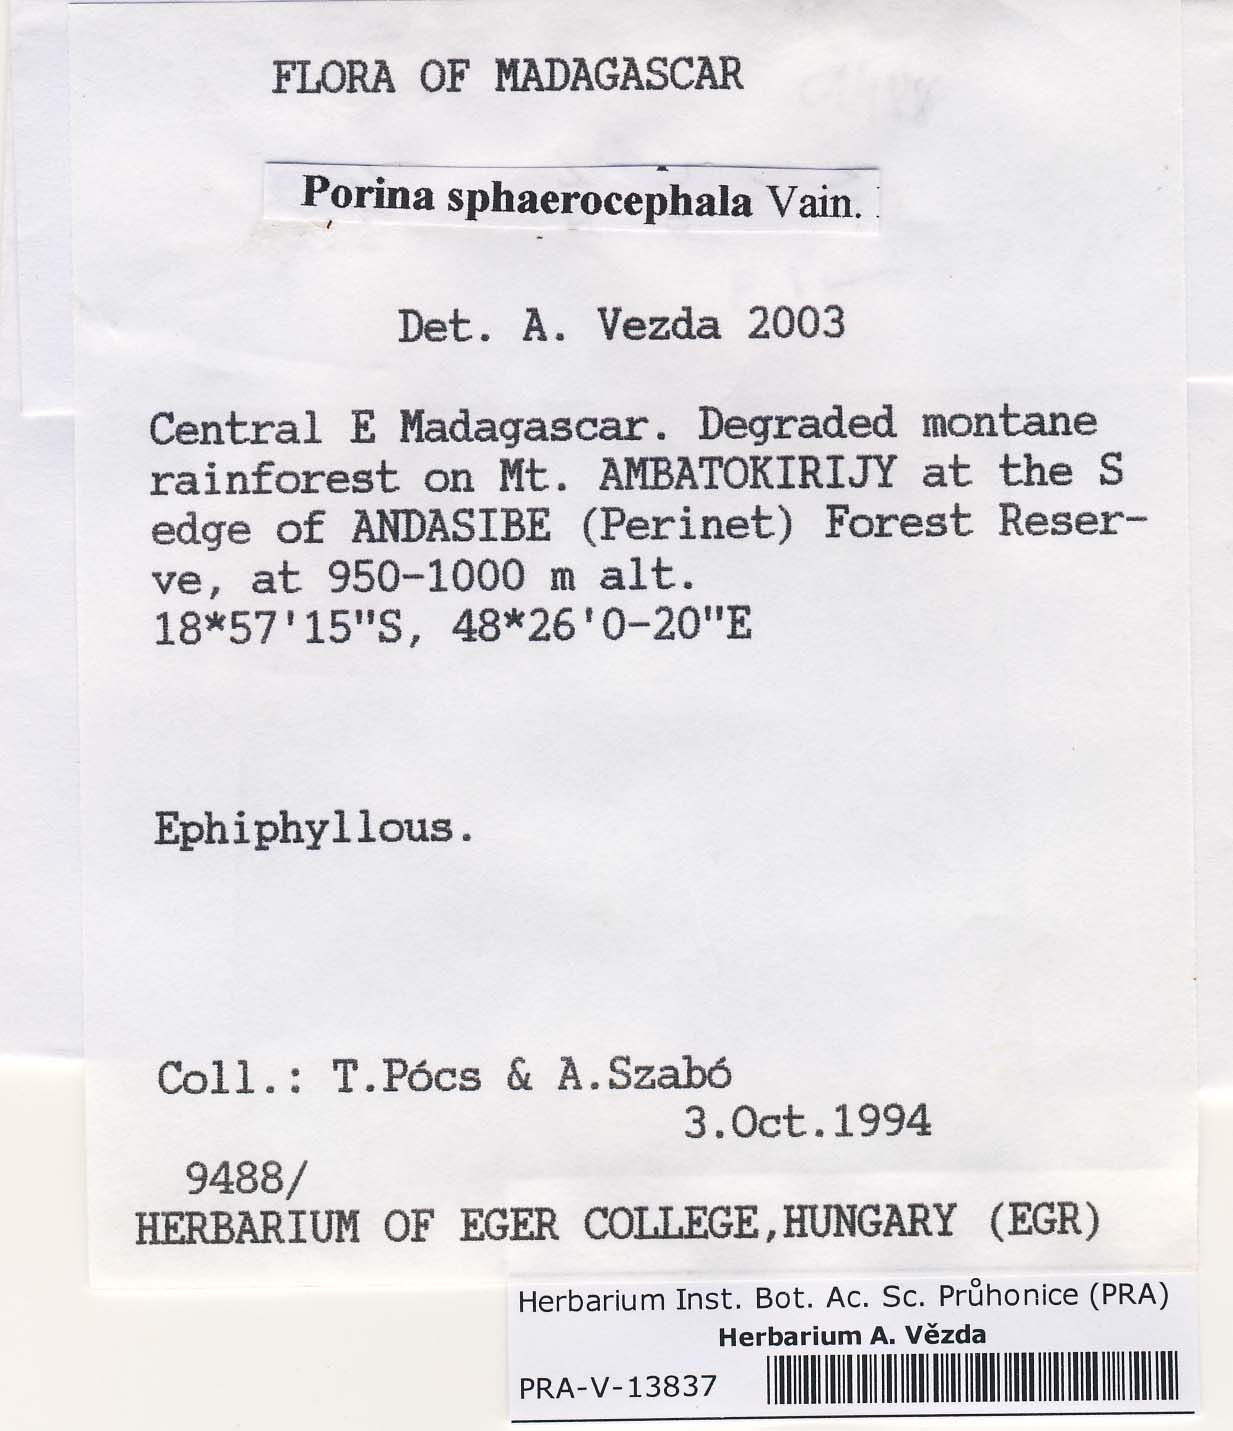 FLORA OF MADAGASCAR
Porina sphaerocephala Vain.
Det. A. Vezda 2003
Central E Madagascar. Degraded montane
rainforest on Mt. AMBATOKIRIJY at the S
edge of ANDASIBE (Perinet) Forest Reser-
ve, at 950-1000 m alt.
18*57'15"S, 48*26'0-20"E
Ephiphyllous.
Coll.: T.Pócs & A.Szabó
3.Oct.1994
9488/
HERBARIUM OF EGER COLLEGE,HUNGARY (EGR)
Herbarium Inst. Bot. Ac. Sc. Průhonice (PRA)
Herbarium A. Vězda
PRA-V-13837